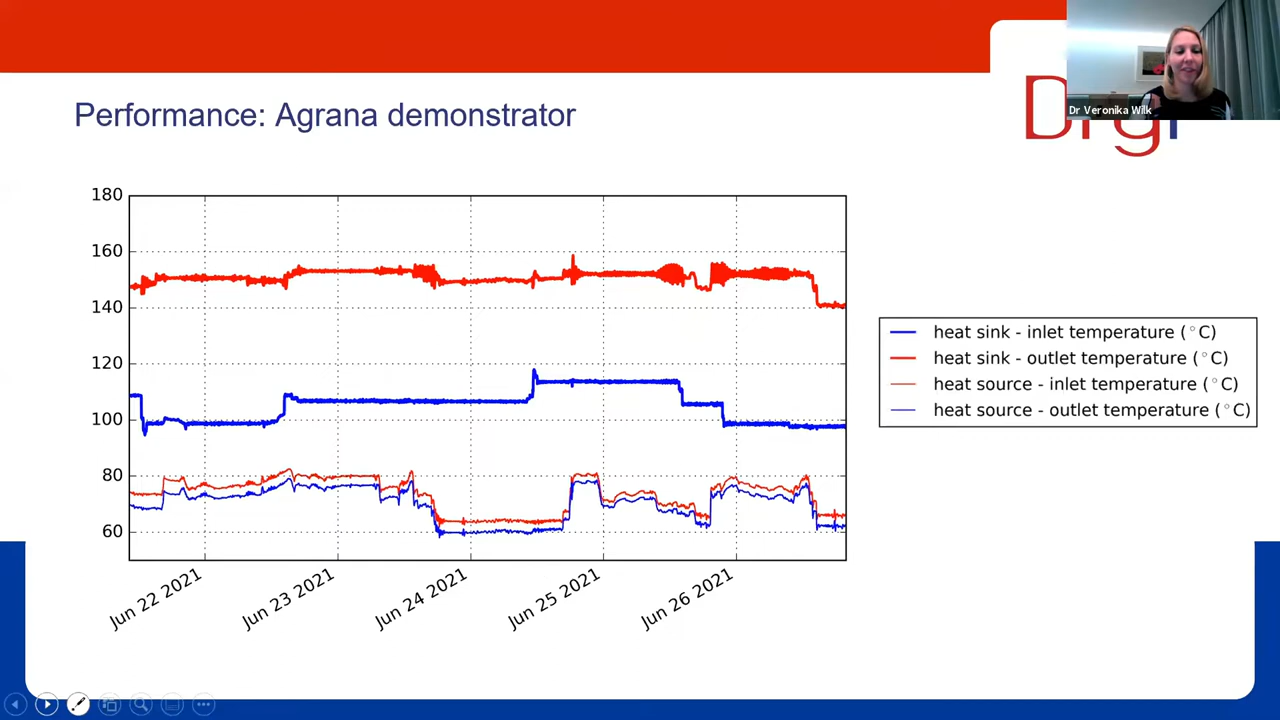 Performance: Agrana demonstrator
Dr Veronika Wilk
180
160
140
120
100
80
60
Jun 22 2021
Jun 23 2021
Jun 24 2021
Jun 25 2021
Jun 26 2021
heat sink - inlet temperature (°C)
heat sink - outlet temperature (°C)
heat source - inlet temperature (°C)
heat source - outlet temperature (°C)